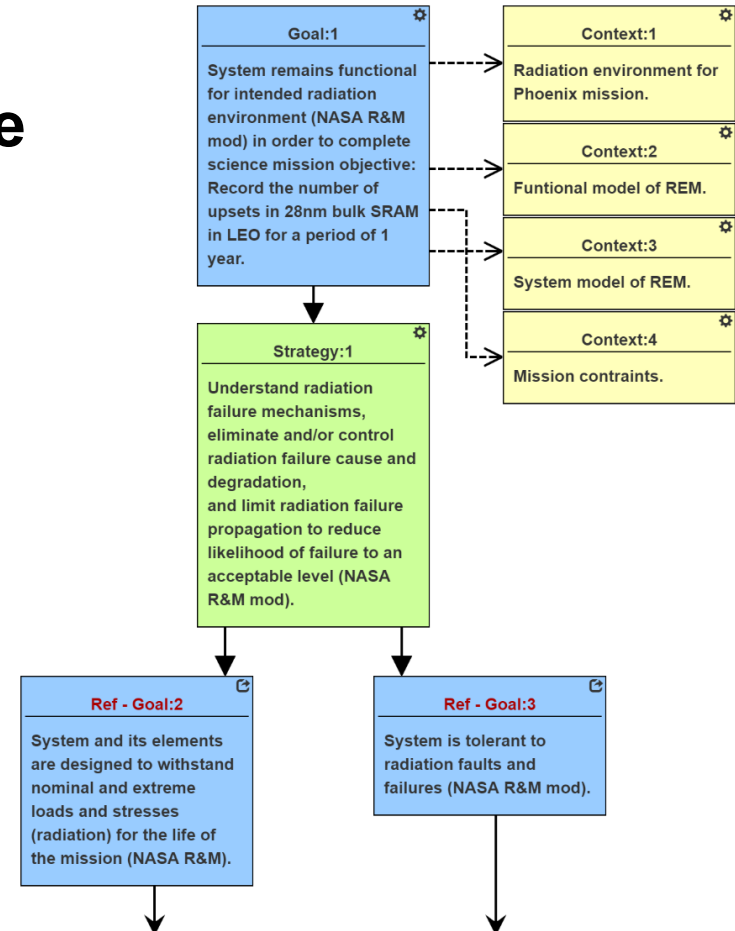 e
Goal:1
System remains functional
for intended radiation
environment (NASA R&M
mod) in order to complete
science mission objective:
Record the number of
upsets in 28nm bulk SRAM
in LEO for a period of 1
year.
Context:1
Radiation environment for
Phoenix mission.
Context:2
Funtional model of REM.
Context:3
System model of REM.
Context:4
Mission contraints.
Strategy:1
Understand radiation
failure mechanisms,
eliminate and/or control
radiation failure cause and
degradation,
and limit radiation failure
propagation to reduce
likelihood of failure to an
acceptable level (NASA
R&M mod).
Ref - Goal:2
System and its elements
are designed to withstand
nominal and extreme
loads and stresses
(radiation) for the life of
the mission (NASA R&M).
Ref - Goal:3
System is tolerant to
radiation faults and
failures (NASA R&M mod).